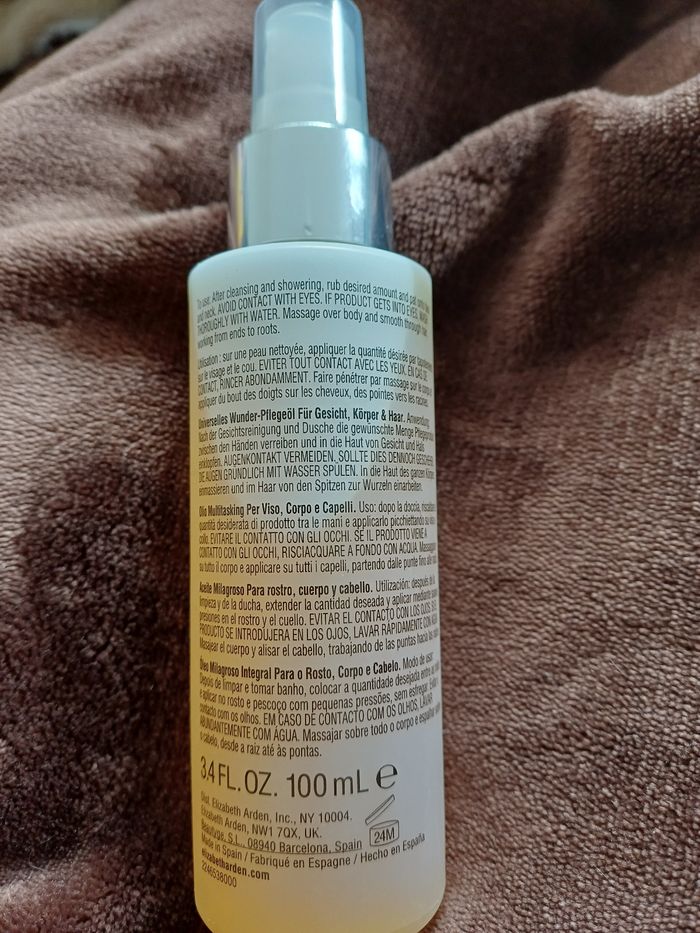 To use: After cleansing and showering, rub desired amount and pat onto face
and neck. AVOID CONTACT WITH EYES. IF PRODUCT GETS INTO EYES, RINSE
THOROUGHLY WITH WATER. Massage over body and smooth through hair
working from ends to roots.
Utilisation : sur une peau nettoyée, appliquer la quantité désirée par tapotements
sur le visage et le cou. EVITER TOUT CONTACT AVEC LES YEUX. EN CAS DE
CONTACT, RINCER ABONDAMMENT. Faire pénétrer par massage sur le corps et
appliquer du bout des doigts sur les cheveux, des pointes vers les racines.
Universelles Wunder-Pflegeöl Für Gesicht, Körper & Haar. Anwendung:
Nach der Gesichtsreinigung und Dusche die gewünschte Menge
zwischen den Händen verreiben und in die Haut von Gesicht und Hals
einklopfen. AUGENKONTAKT VERMEIDEN. SOLLTE DIES DENNOCH GESCHEHEN,
DIE AUGEN GRÜNDLICH MIT WASSER SPÜLEN. in die Haut des ganzen Körpers
einmassieren und im Haar von den Spitzen zur Wurzeln einarbeiten.
Olio Multitasking Per Viso, Corpo e Capelli. Uso: dopo la doccia, riscaldare
quantità desiderata di prodotto tra le mani e applicarlo picchiettando su viso e
collo. EVITARE IL CONTATTO CON GLI OCCHI. SE IL PRODOTTO VIENE A
CONTATTO CON GLI OCCHI, RISCIACQUARE A FONDO CON ACQUA. Massaggiare
su tutto il corpo e applicare su tutti i capelli, partendo dalle punte fino alle
Aceite Milagroso Para rostro, cuerpo y cabello. Utilización: después de la
limpieza y de la ducha, extender la cantidad deseada y aplicar mediante suaves
presiones en el rostro y el cuello. EVITAR EL CONTACTO CON LOS OJOS. SI EL
PRODUCTO SE INTRODUJERA EN LOS OJOS, LAVAR RÁPIDAMENTE CON AGUA.
Masajear el cuerpo y alisar el cabello, trabajando de las puntas hacia las
Óleo Milagroso Integral Para o Rosto, Corpo e Cabelo. Modo de usar:
Depois de limpar e tomar banho, colocar a quantidade desejada entre as
e aplicar no rosto e pescoço com pequenas pressões, sem esfregar. Evitar o
contacto com os olhos. EM CASO DE CONTACTO COM OS OLHOS, LAVAR
ABUNDANTEMENTE COM ÁGUA. Massajar sobre todo o corpo e espalhar
o cabelo, desde a raiz até às pontas.
3.4 FL. OZ. 100 mL ℮
Dist. Elizabeth Arden, Inc., NY 10004.
Elizabeth Arden, NW1 7QX, UK.
Beautyge, S.L., 08940 Barcelona, Spain
Made in Spain / Fabriqué en Espagne / Hecho en España
elizabetharden.com
2246538000
24M